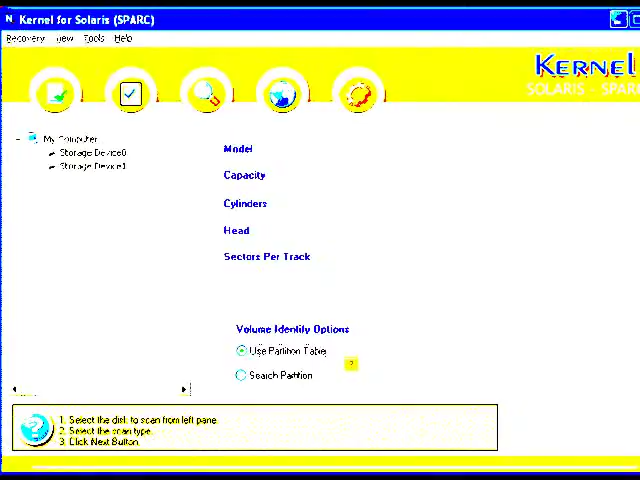 Kernel for Solaris (SPARC)
Recovery View Tools Help
KERNEL
SOLARIS - SPARC
My Computer
Storage Device0
Storage Device1
Model
Capacity
Cylinders
Head
Sectors Per Track
Volume Identify Options
Use Partition Table
?
Search Partition
1. Select the disk to scan from left pane
2. Select the scan type.
3. Click Next Button